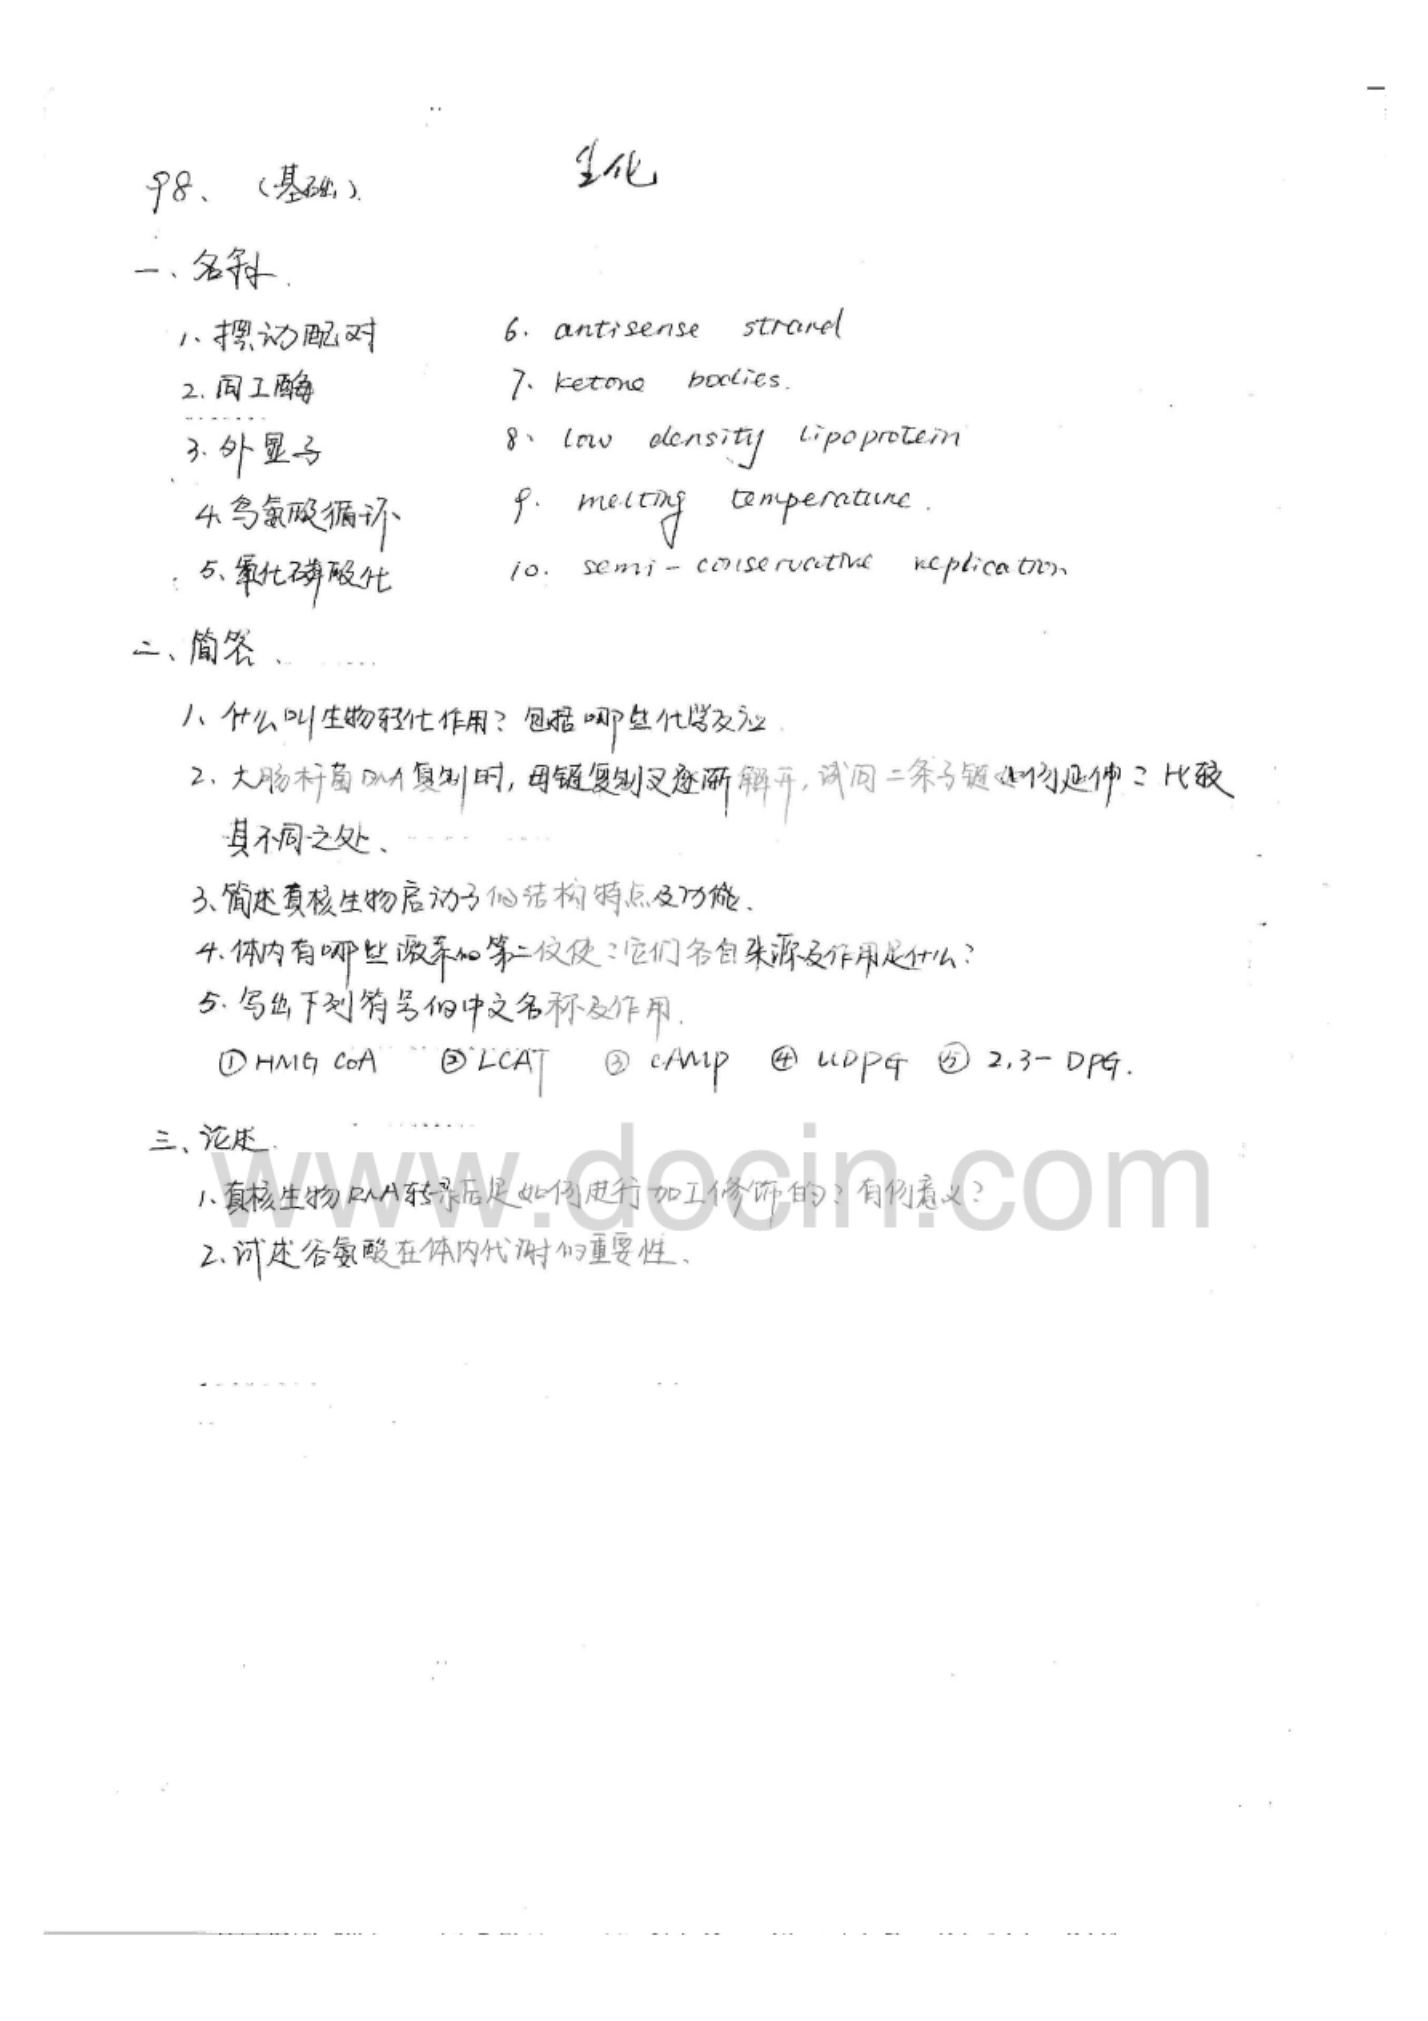 生化
98、（基础）.
一、名解.
1、摆动配对
2. 同工酶
3. 外显子
4. 鸟氨酸循环
5. 氧化磷酸化
6. antisense strand
7. ketone bodies.
8、low density lipoprotein
9. melting temperature.
10. semi-conservative replication
二、简答、
1、什么叫生物转化作用？包括哪些化学反应.
2. 大肠杆菌DNA复制时，母链复制叉逐渐解开，试问二条子链如何延伸？比较
其不同之处、
3、简述真核生物启动子的结构特点及功能.
4. 体内有哪些激素的第二信使？它们各自来源及作用是什么？
5. 写出下列符号的中文名称及作用.
① HMG CoA ② LCAT ③ cAMP ④ UDPG ⑤ 2,3-DPG.
三、论述.
1. 真核生物RNA转录后是如何进行加工修饰的？有何意义？
2. 试述谷氨酸在体内代谢的重要性、
www.docin.com